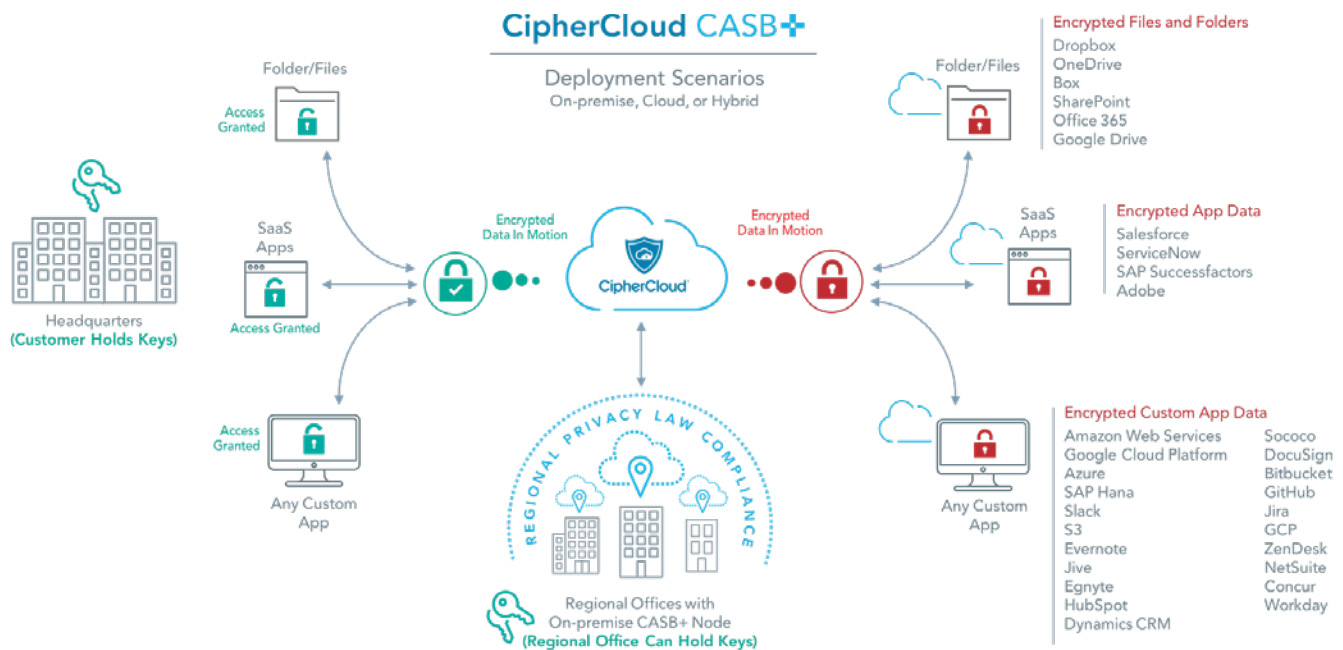 CipherCloud CASB+
Deployment Scenarios
On-premise, Cloud, or Hybrid
Folder/Files
Access
Granted
SaaS
Apps
Access Granted
Headquarters
(Customer Holds Keys)
Access
Granted
Any Custom
App
Encrypted
Data In Motion
CipherCloud
Encrypted
Data In Motion
REGIONAL PRIVACY LAW COMPLIANCE
Regional Offices with
On-premise CASB+ Node
(Regional Office Can Hold Keys)
Folder/Files
Encrypted Files and Folders
Dropbox
OneDrive
Box
SharePoint
Office 365
Google Drive
SaaS
Apps
Encrypted App Data
Salesforce
ServiceNow
SAP Successfactors
Adobe
Any Custom
App
Encrypted Custom App Data
Amazon Web Services
Google Cloud Platform
Azure
SAP Hana
Slack
S3
Evernote
Jive
Egnyte
HubSpot
Dynamics CRM
Sococo
DocuSign
Bitbucket
GitHub
Jira
GCP
ZenDesk
NetSuite
Concur
Workday